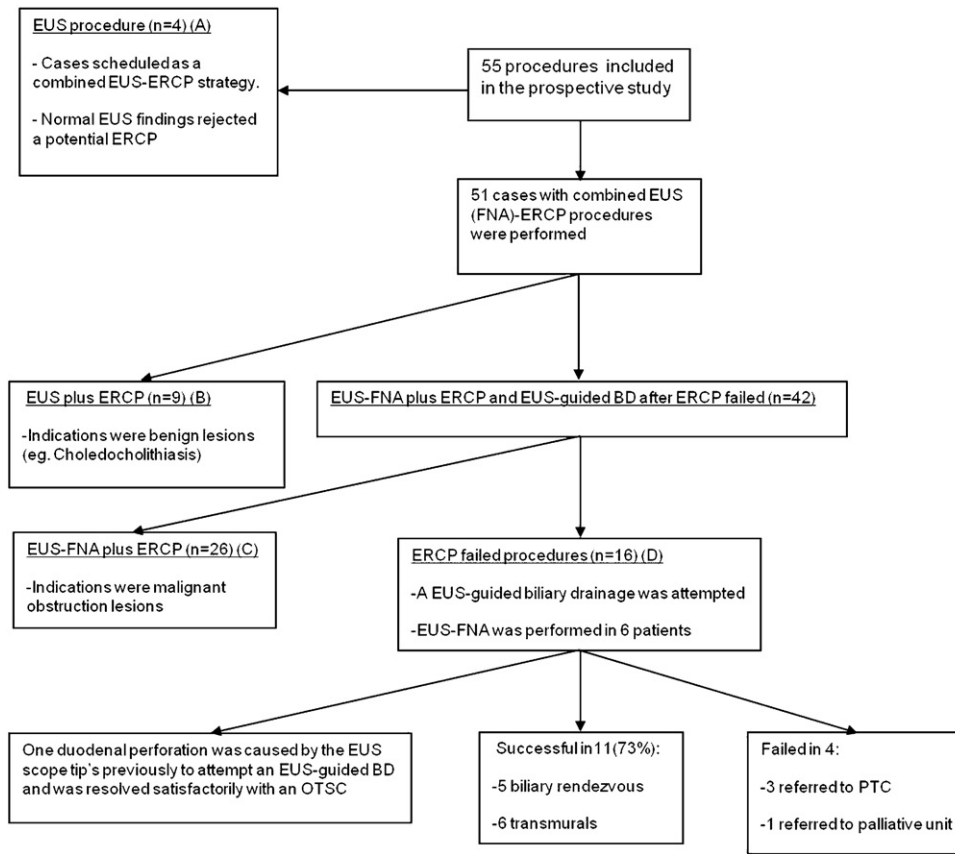 EUS procedure (n=4) (A)
- Cases scheduled as a
combined EUS-ERCP strategy.
- Normal EUS findings rejected
a potential ERCP
55 procedures included
in the prospective study
51 cases with combined EUS
(FNA)-ERCP procedures
were performed
EUS plus ERCP (n=9) (B)
-Indications were benign lesions
(eg. Choledocholithiasis)
EUS-FNA plus ERCP and EUS-guided BD after ERCP failed (n=42)
EUS-FNA plus ERCP (n=26) (C)
-Indications were malignant
obstruction lesions
ERCP failed procedures (n=16) (D)
-A EUS-guided biliary drainage was attempted
-EUS-FNA was performed in 6 patients
One duodenal perforation was caused by the EUS
scope tip's previously to attempt an EUS-guided BD
and was resolved satisfactorily with an OTSC
Successful in 11(73%):
-5 biliary rendezvous
-6 transmurals
Failed in 4:
-3 referred to PTC
-1 referred to palliative unit